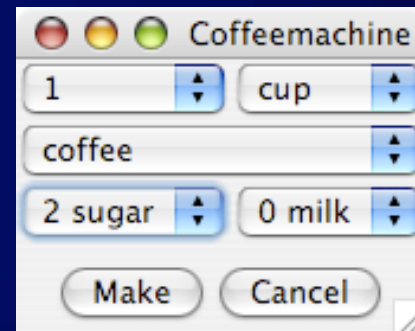 Coffeemachine
1 cup
coffee
2 sugar 0 milk
Make Cancel